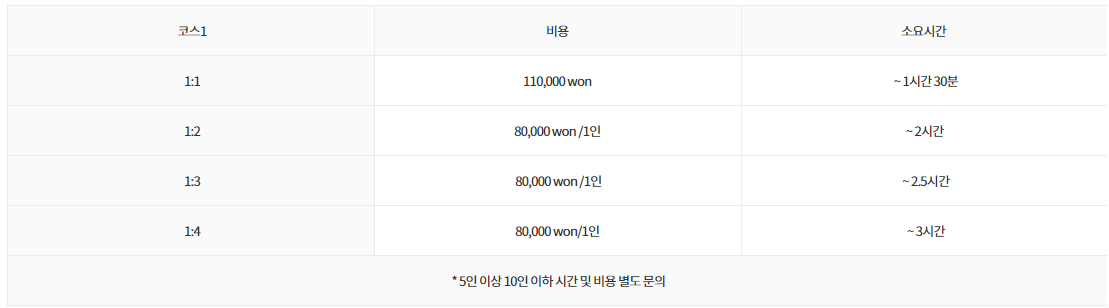 코스1 비용 소요시간
1:1 110,000 won ~ 1시간 30분
1:2 80,000 won /1인 ~ 2시간
1:3 80,000 won /1인 ~ 2.5시간
1:4 80,000 won/1인 ~ 3시간
* 5인 이상 10인 이하 시간 및 비용 별도 문의